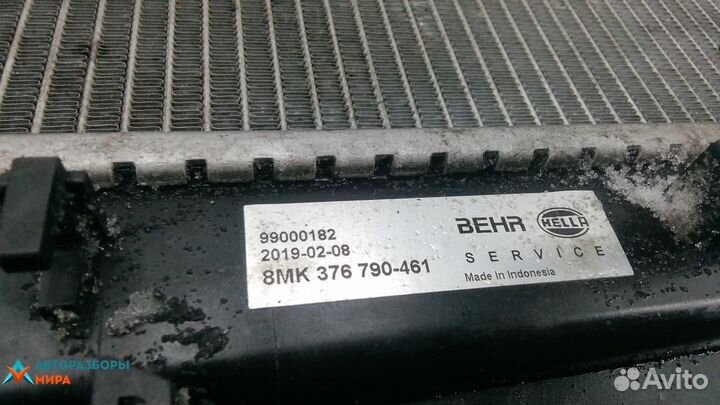 99000182
2019-02-08
8MK 376 790-461
BEHR HELLA
SERVICE
Made in Indonesia
АВТОРАЗБОРЫ
МИРА
Avito